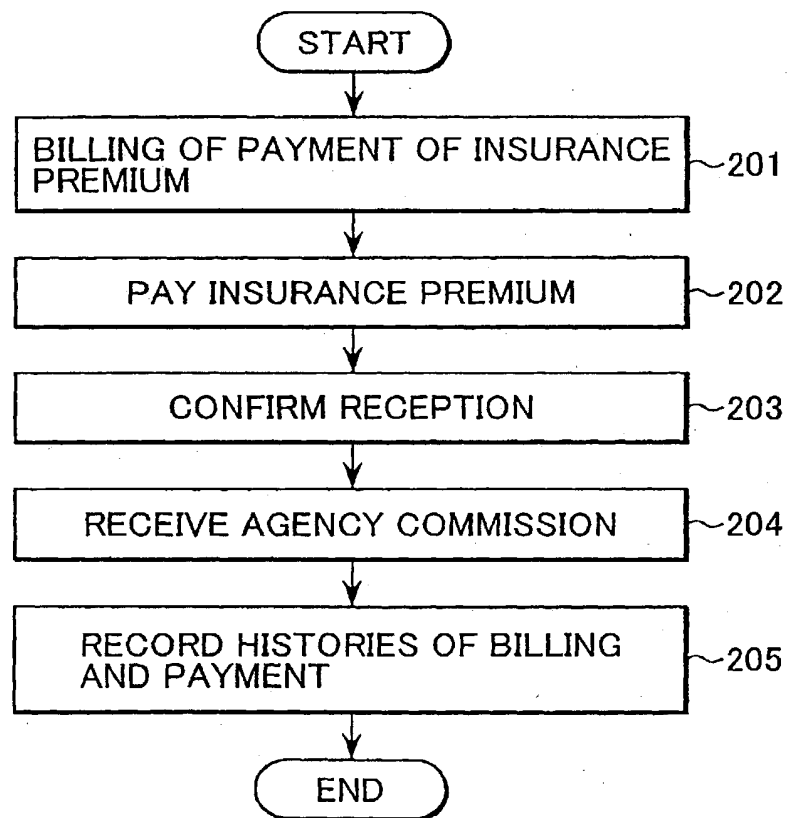 START
BILLING OF PAYMENT OF INSURANCE
PREMIUM
201
PAY INSURANCE PREMIUM
202
CONFIRM RECEPTION
203
RECEIVE AGENCY COMMISSION
204
RECORD HISTORIES OF BILLING
AND PAYMENT
205
END